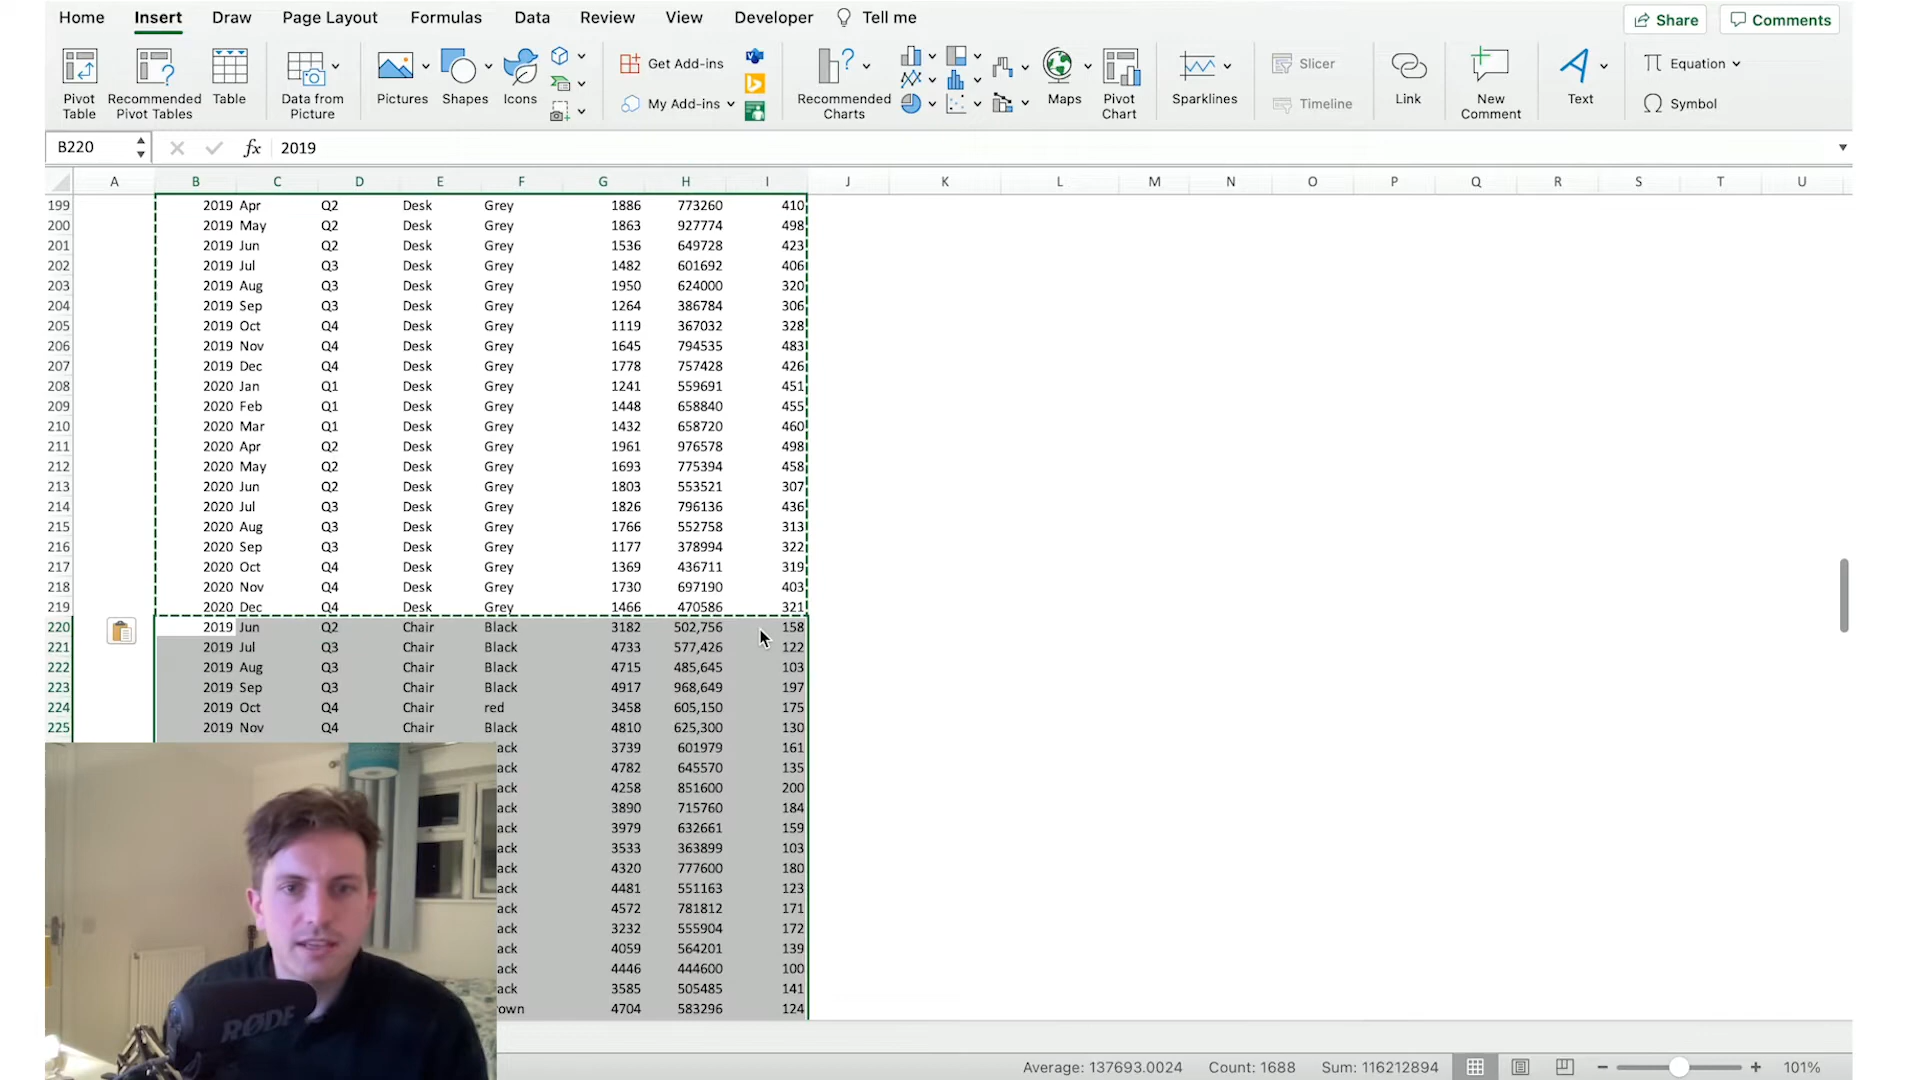 Home Insert Draw Page Layout Formulas Data Review View Developer Tell me Share Comments
Pivot Table
Recommended Pivot Tables
Table
Data from Picture
Pictures
Shapes
Icons
Get Add-ins
My Add-ins
Recommended Charts
Maps
Pivot Chart
Sparklines
Slicer
Timeline
Link
New Comment
Text
Equation
Symbol
B220 fx 2019
A B C D E F G H I J K L M N O P Q R S T U
199 2019 Apr Q2 Desk Grey 1886 773260 410
200 2019 May Q2 Desk Grey 1863 927774 498
201 2019 Jun Q2 Desk Grey 1536 649728 423
202 2019 Jul Q3 Desk Grey 1482 601692 406
203 2019 Aug Q3 Desk Grey 1950 624000 320
204 2019 Sep Q3 Desk Grey 1264 386784 306
205 2019 Oct Q4 Desk Grey 1119 367032 328
206 2019 Nov Q4 Desk Grey 1645 794535 483
207 2019 Dec Q4 Desk Grey 1778 757428 426
208 2020 Jan Q1 Desk Grey 1241 559691 451
209 2020 Feb Q1 Desk Grey 1448 658840 455
210 2020 Mar Q1 Desk Grey 1432 658720 460
211 2020 Apr Q2 Desk Grey 1961 976578 498
212 2020 May Q2 Desk Grey 1693 775394 458
213 2020 Jun Q2 Desk Grey 1803 553521 307
214 2020 Jul Q3 Desk Grey 1826 796136 436
215 2020 Aug Q3 Desk Grey 1766 552758 313
216 2020 Sep Q3 Desk Grey 1177 378994 322
217 2020 Oct Q4 Desk Grey 1369 436711 319
218 2020 Nov Q4 Desk Grey 1730 697190 403
219 2020 Dec Q4 Desk Grey 1466 470586 321
220 2019 Jun Q2 Chair Black 3182 502,756 158
221 2019 Jul Q3 Chair Black 4733 577,426 122
222 2019 Aug Q3 Chair Black 4715 485,645 103
223 2019 Sep Q3 Chair Black 4917 968,649 197
224 2019 Oct Q4 Chair red 3458 605,150 175
225 2019 Nov Q4 Chair Black 4810 625,300 130
ack 3739 601979 161
ack 4782 645570 135
ack 4258 851600 200
ack 3890 715760 184
ack 3979 632661 159
ack 3533 363899 103
ack 4320 777600 180
ack 4481 551163 123
ack 4572 781812 171
ack 3232 555904 172
ack 4059 564201 139
ack 4446 444600 100
ack 3585 505485 141
own 4704 583296 124
RØDE
Average: 137693.0024 Count: 1688 Sum: 116212894 101%